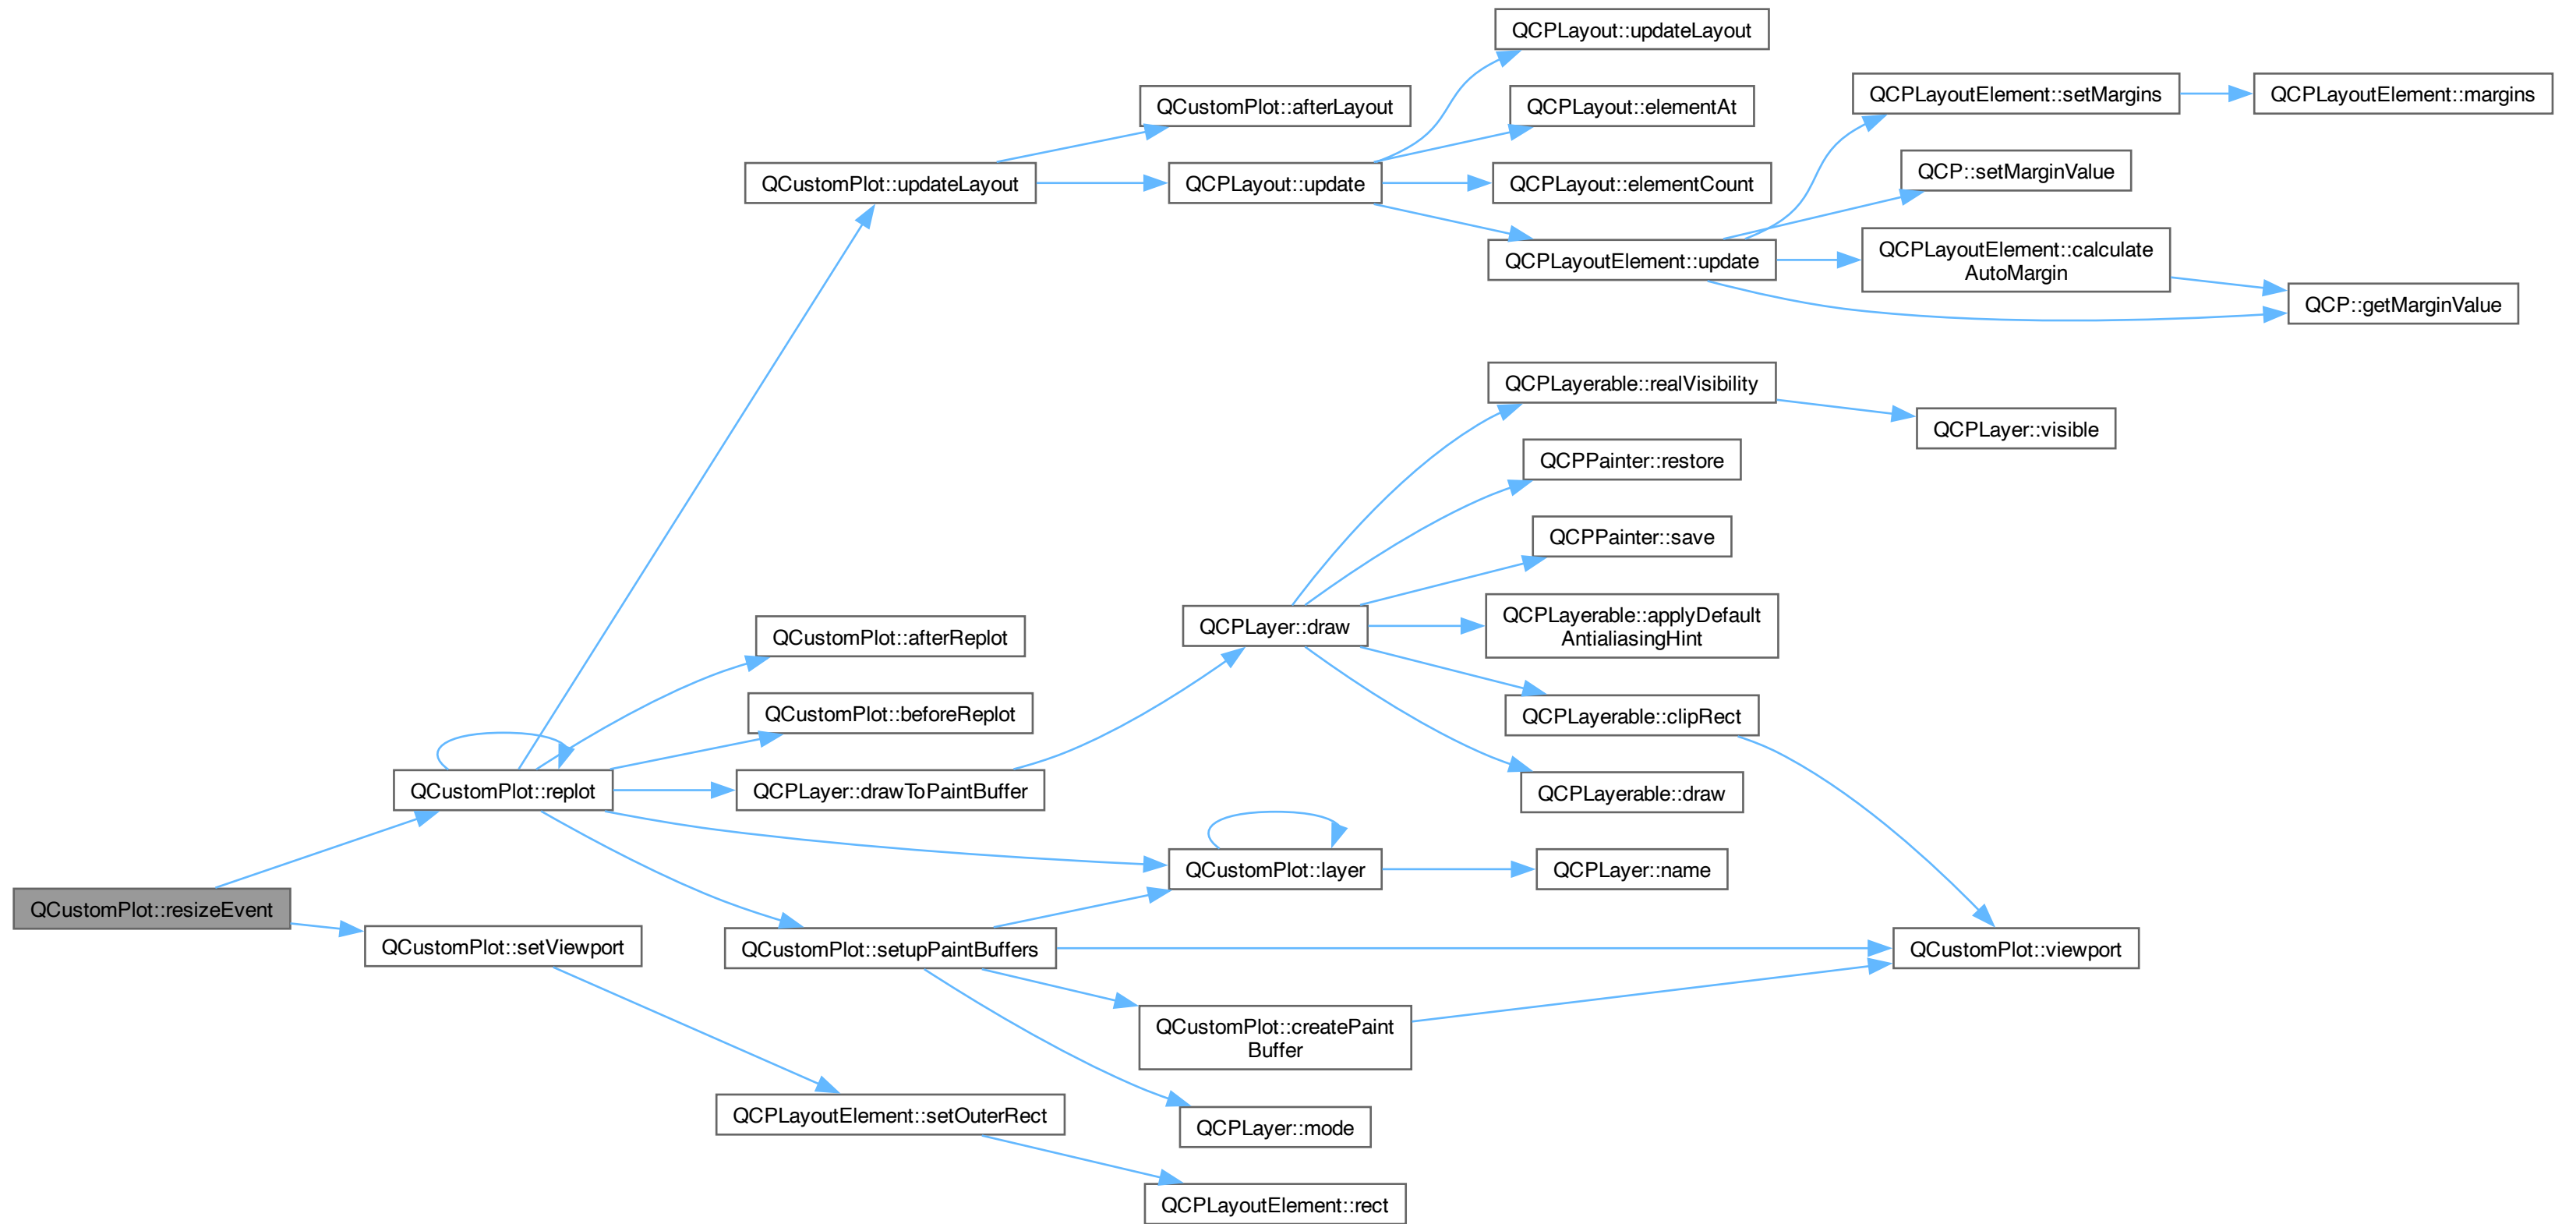 QCPLayout::updateLayout
QCustomPlot::afterLayout
QCPLayout::elementAt
QCPLayoutElement::setMargins
QCPLayoutElement::margins
QCustomPlot::updateLayout
QCPLayout::update
QCPLayout::elementCount
QCP::setMarginValue
QCPLayoutElement::update
QCPLayoutElement::calculate
AutoMargin
QCP::getMarginValue
QCPLayerable::realVisibility
QCPLayer::visible
QCPPainter::restore
QCPPainter::save
QCustomPlot::afterReplot
QCPLayer::draw
QCPLayerable::applyDefault
AntialiasingHint
QCustomPlot::beforeReplot
QCPLayerable::clipRect
QCustomPlot::replot
QCPLayer::drawToPaintBuffer
QCPLayerable::draw
QCustomPlot::layer
QCPLayer::name
QCustomPlot::resizeEvent
QCustomPlot::setViewport
QCustomPlot::setupPaintBuffers
QCustomPlot::viewport
QCustomPlot::createPaint
Buffer
QCPLayoutElement::setOuterRect
QCPLayer::mode
QCPLayoutElement::rect